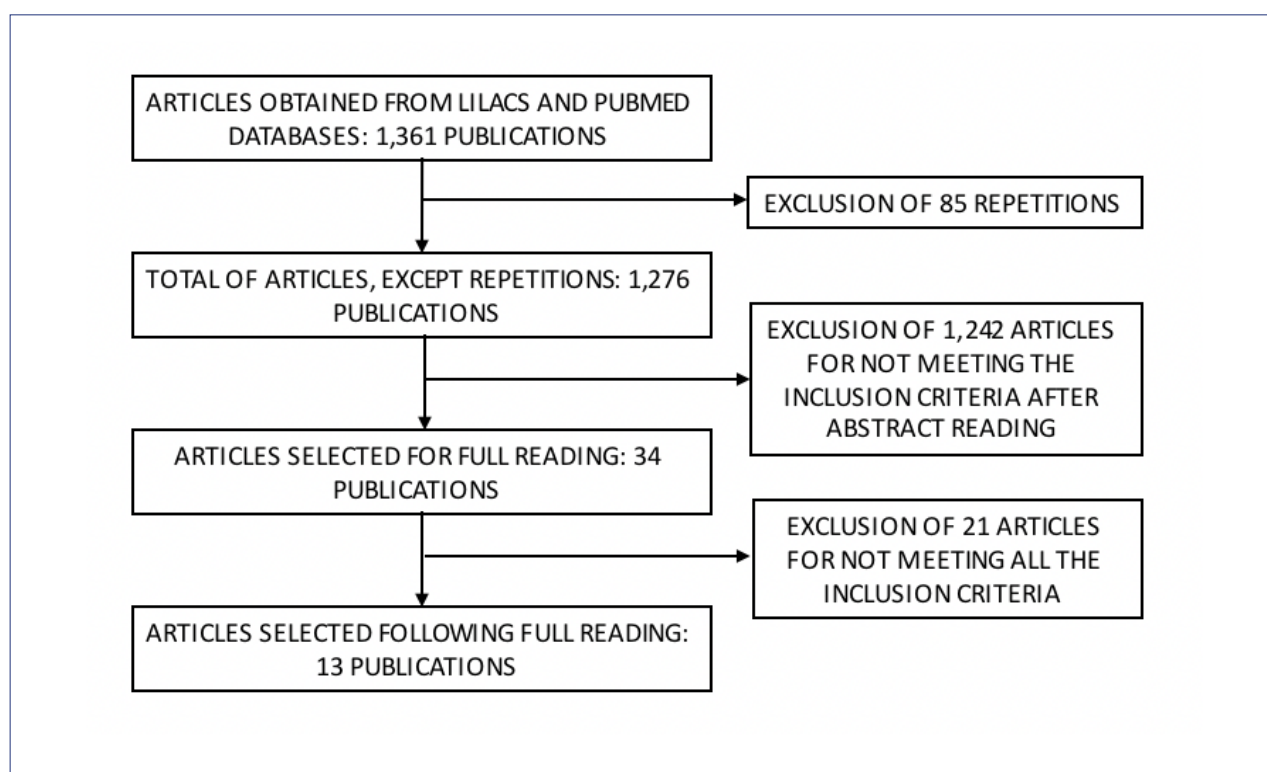 ARTICLES OBTAINED FROM LILACS AND PUBMED
DATABASES: 1,361 PUBLICATIONS
EXCLUSION OF 85 REPETITIONS
TOTAL OF ARTICLES, EXCEPT REPETITIONS: 1,276
PUBLICATIONS
EXCLUSION OF 1,242 ARTICLES
FOR NOT MEETING THE
INCLUSION CRITERIA AFTER
ABSTRACT READING
ARTICLES SELECTED FOR FULL READING: 34
PUBLICATIONS
EXCLUSION OF 21 ARTICLES
FOR NOT MEETING ALL THE
INCLUSION CRITERIA
ARTICLES SELECTED FOLLOWING FULL READING:
13 PUBLICATIONS